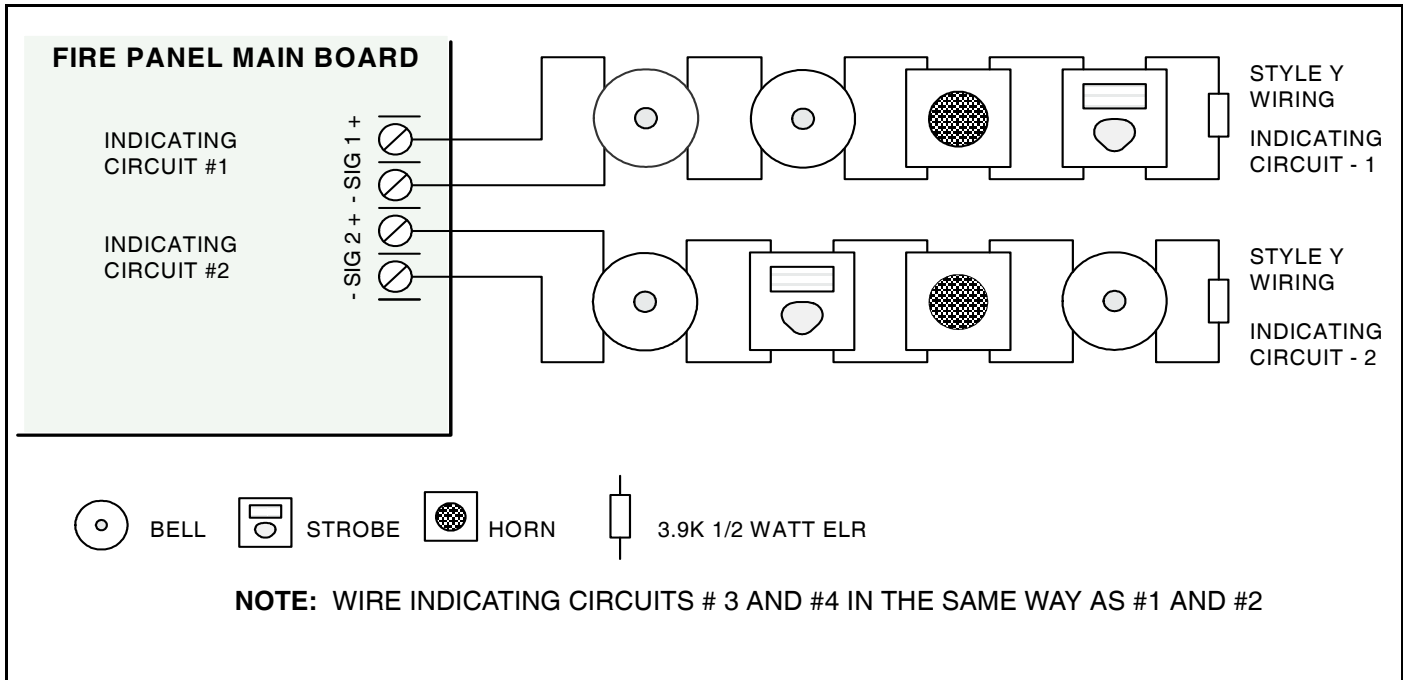 FIRE PANEL MAIN BOARD
INDICATING
CIRCUIT #1
- SIG 1 +
INDICATING
CIRCUIT #2
- SIG 2 +
STYLE Y
WIRING
INDICATING
CIRCUIT - 1
STYLE Y
WIRING
INDICATING
CIRCUIT - 2
BELL
STROBE
HORN
3.9K 1/2 WATT ELR
NOTE: WIRE INDICATING CIRCUITS # 3 AND #4 IN THE SAME WAY AS #1 AND #2